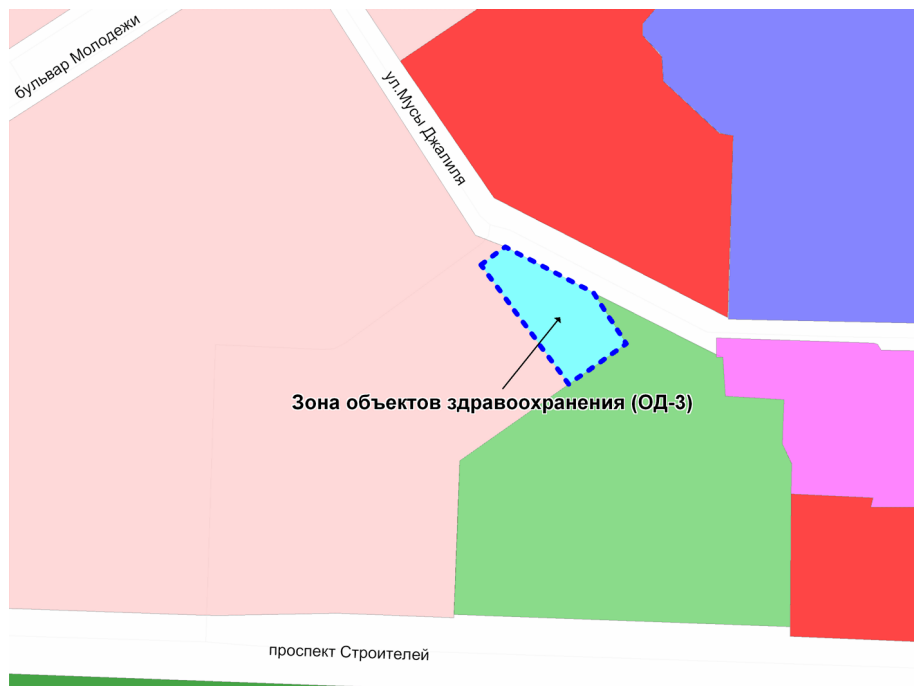 бульвар Молодежи
ул.Мусы Джалиля
Зона объектов здравоохранения (ОД-3)
проспект Строителей